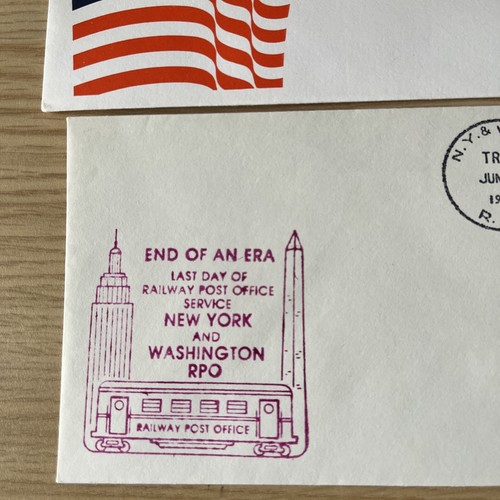 N.Y.&
TR
JUN
19
R.
END OF AN ERA
LAST DAY OF
RAILWAY POST OFFICE
SERVICE
NEW YORK
AND
WASHINGTON
RPO
RAILWAY POST OFFICE